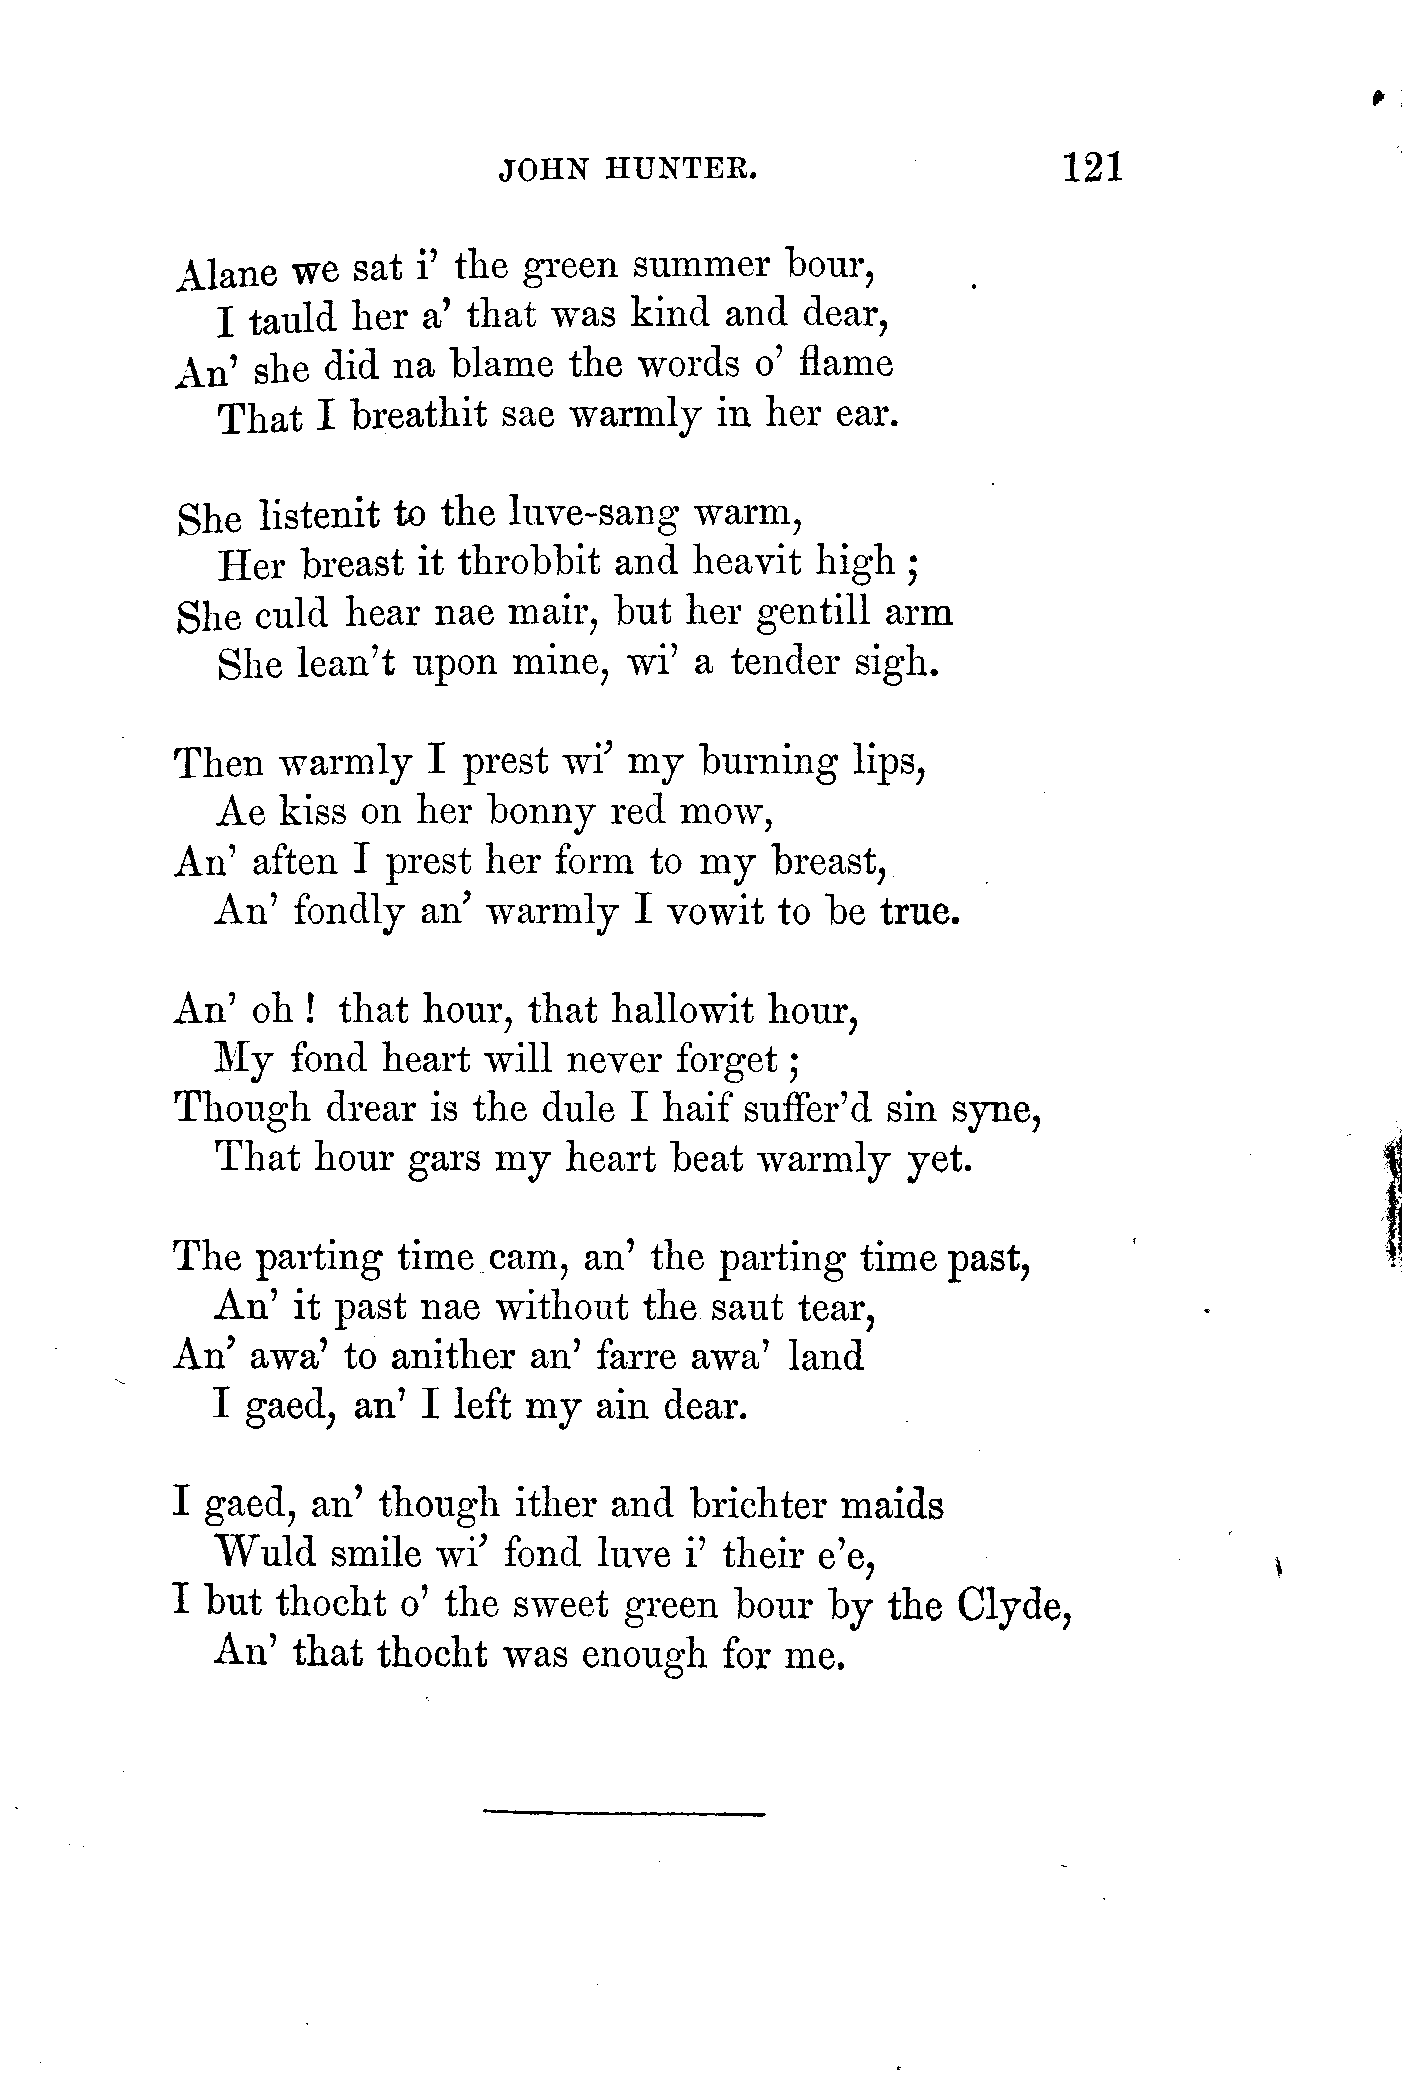 JOHN HUNTER. 121
Alane we sat i' the green summer bour,
I tauld her a' that was kind and dear,
An' she did na blame the words o' flame
That I breathit sae warmly in her ear.
She listenit to the luve-sang warm,
Her breast it throbbit and heavit high ;
She culd hear nae mair, but her gentill arm
She lean't upon mine, wi' a tender sigh.
Then warmly I prest wi' my burning lips,
Ae kiss on her bonny red mow,
An' aften I prest her form to my breast,
An' fondly an' warmly I vowit to be true.
An' oh ! that hour, that hallowit hour,
My fond heart will never forget ;
Though drear is the dule I haif suffer'd sin syne,
That hour gars my heart beat warmly yet.
The parting time cam, an' the parting time past,
An' it past nae without the saut tear,
An' awa' to anither an' farre awa' land
I gaed, an' I left my ain dear.
I gaed, an' though ither and brichter maids
Wuld smile wi' fond luve i' their e'e,
I but thocht o' the sweet green bour by the Clyde,
An' that thocht was enough for me.